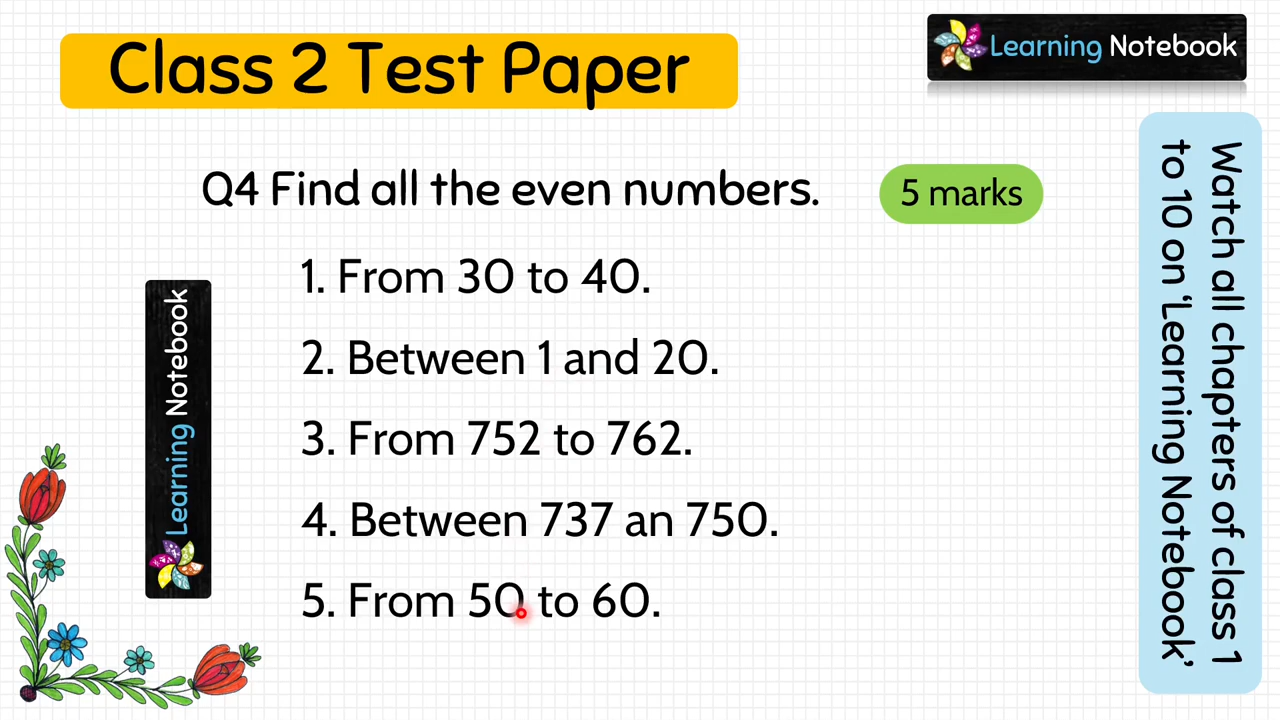 Class 2 Test Paper
Learning Notebook
Q4 Find all the even numbers.
5 marks
1. From 30 to 40.
2. Between 1 and 20.
3. From 752 to 762.
4. Between 737 an 750.
5. From 50 to 60.
Learning Notebook
Watch all chapters of class 1
to 10 on ‘Learning Notebook’